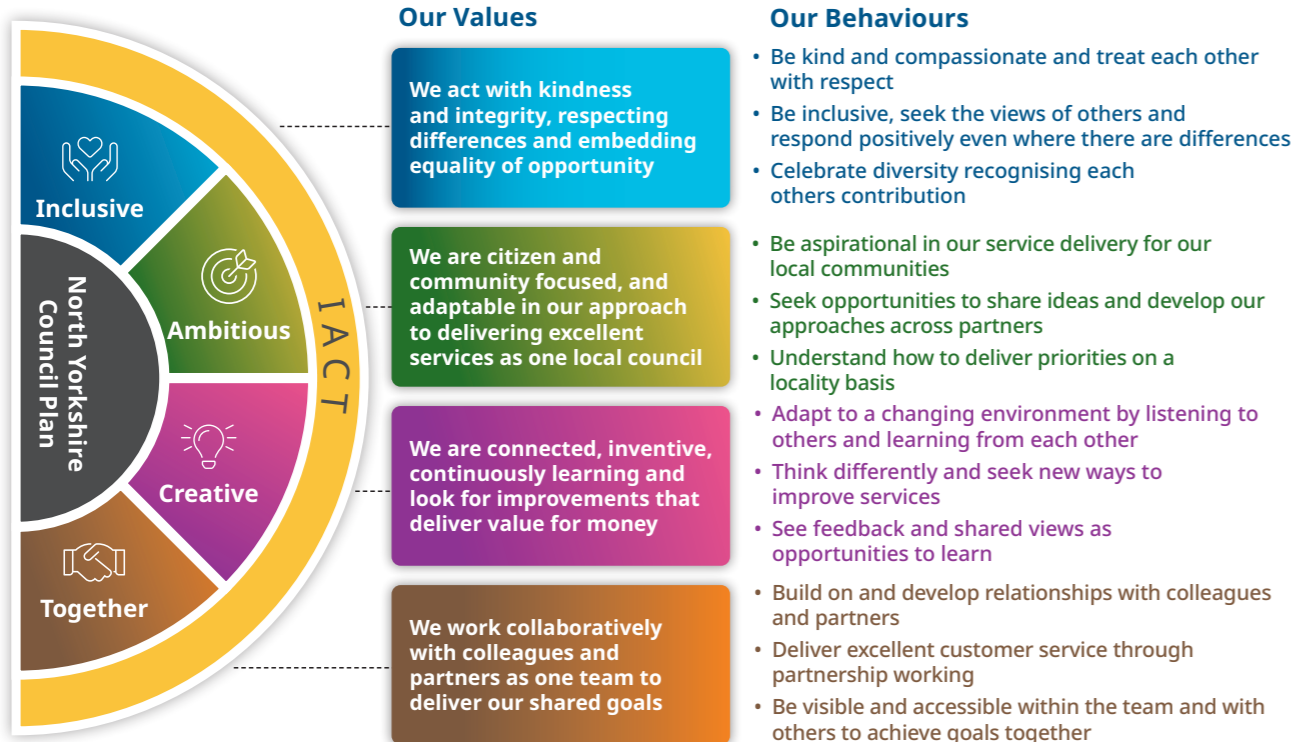 Our Values
Our Behaviours
Inclusive
Ambitious
Creative
Together
North Yorkshire
Council Plan
I ACT
We act with kindness
and integrity, respecting
differences and embedding
equality of opportunity
• Be kind and compassionate and treat each other
with respect
• Be inclusive, seek the views of others and
respond positively even where there are differences
• Celebrate diversity recognising each
others contribution
We are citizen and
community focused, and
adaptable in our approach
to delivering excellent
services as one local council
• Be aspirational in our service delivery for our
local communities
• Seek opportunities to share ideas and develop our
approaches across partners
• Understand how to deliver priorities on a
locality basis
We are connected, inventive,
continuously learning and
look for improvements that
deliver value for money
• Adapt to a changing environment by listening to
others and learning from each other
• Think differently and seek new ways to
improve services
• See feedback and shared views as
opportunities to learn
We work collaboratively
with colleagues and
partners as one team to
deliver our shared goals
• Build on and develop relationships with colleagues
and partners
• Deliver excellent customer service through
partnership working
• Be visible and accessible within the team and with
others to achieve goals together